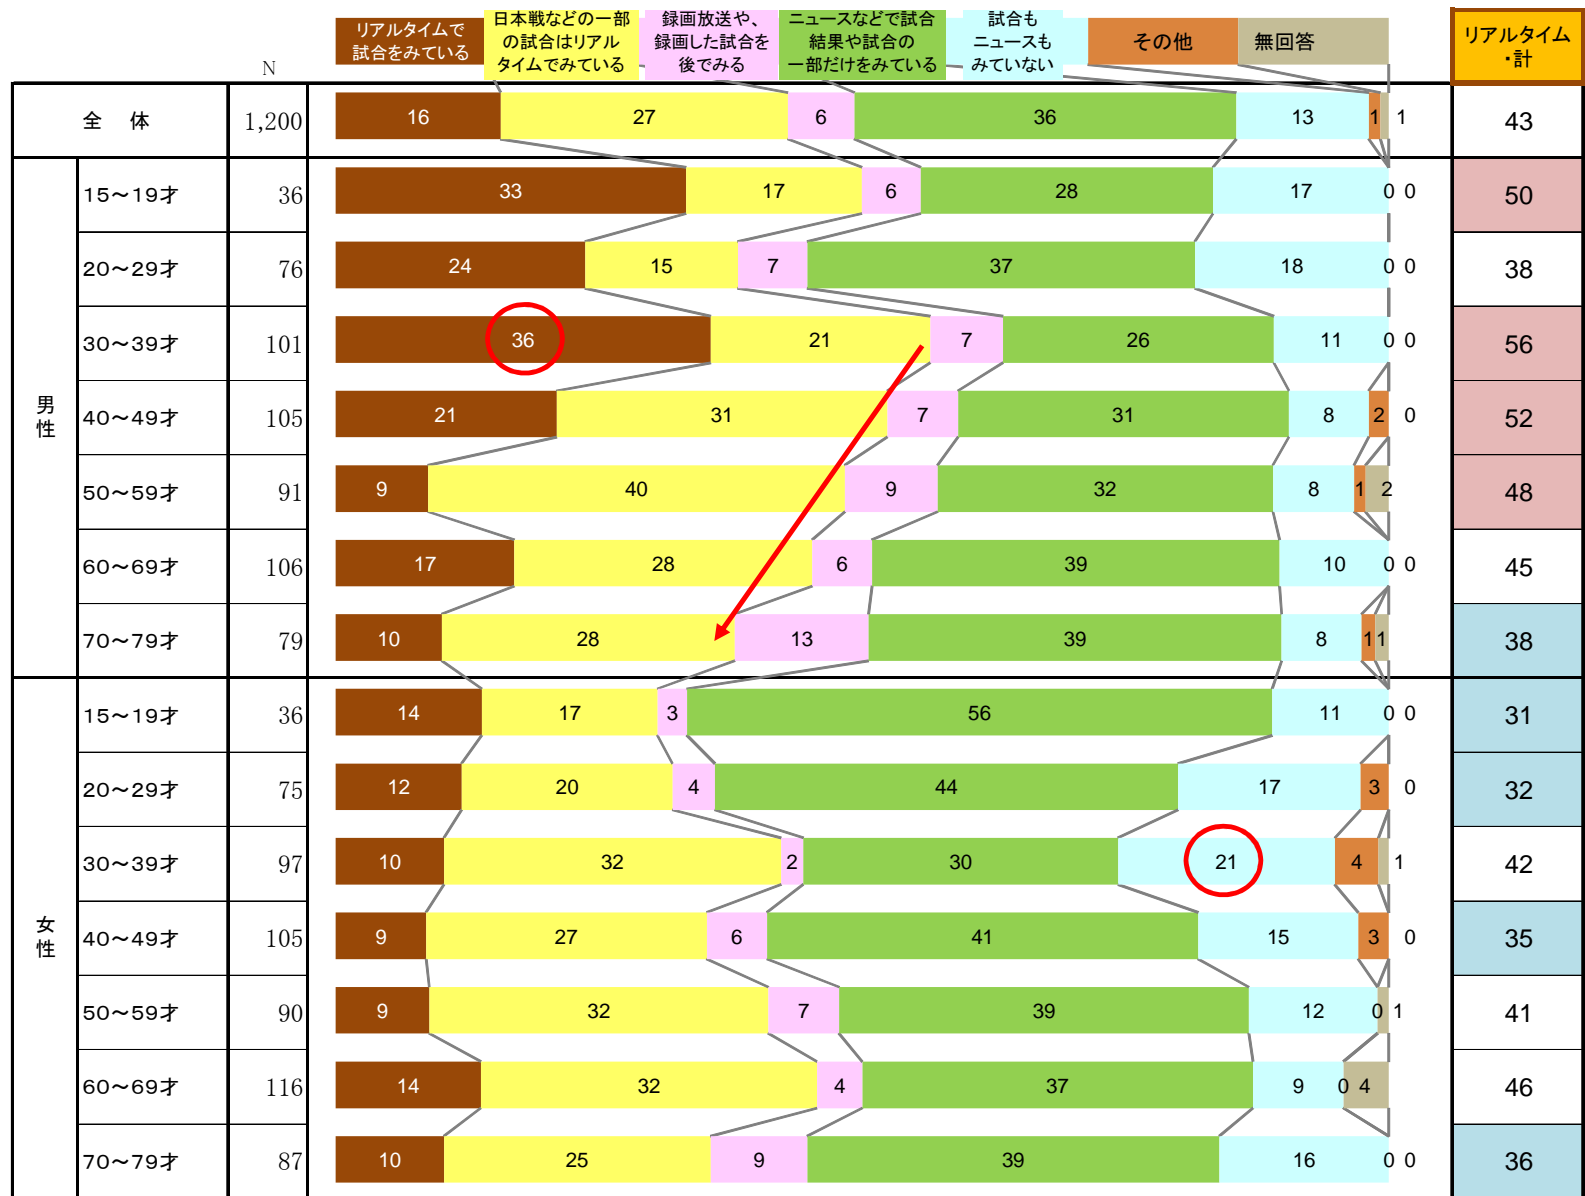 リアルタイムで
試合をみている
日本戦などの一部
の試合はリアル
タイムでみている
録画放送や、
録画した試合を
後でみる
ニュースなどで試合
結果や試合の
一部だけをみている
試合も
ニュースも
みていない
その他
無回答
リアルタイム
・計
N
全 体 1,200 16 27 6 36 13 1 1 43
男性
15～19才 36 33 17 6 28 17 0 0 50
20～29才 76 24 15 7 37 18 0 0 38
30～39才 101 36 21 7 26 11 0 0 56
40～49才 105 21 31 7 31 8 2 0 52
50～59才 91 9 40 9 32 8 1 2 48
60～69才 106 17 28 6 39 10 0 0 45
70～79才 79 10 28 13 39 8 1 1 38
女性
15～19才 36 14 17 3 56 11 0 0 31
20～29才 75 12 20 4 44 17 3 0 32
30～39才 97 10 32 2 30 21 4 1 42
40～49才 105 9 27 6 41 15 3 0 35
50～59才 90 9 32 7 39 12 0 1 41
60～69才 116 14 32 4 37 9 0 4 46
70～79才 87 10 25 9 39 16 0 0 36